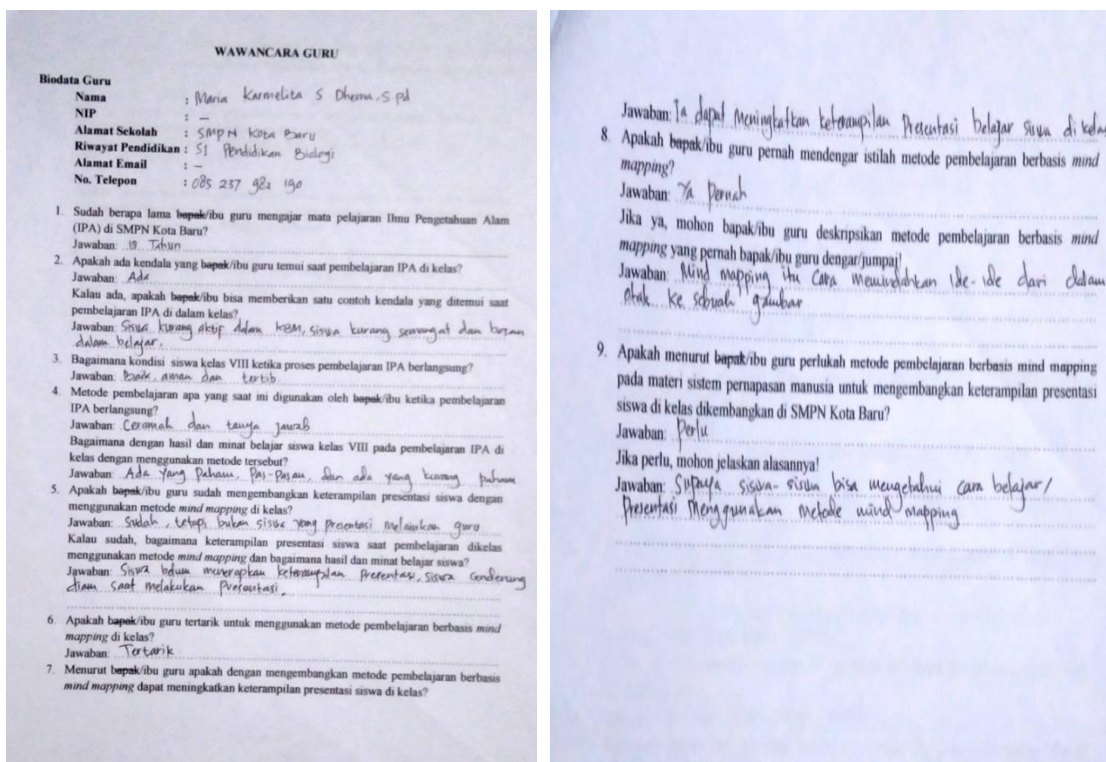 WAWANCARA GURU
Biodata Guru
Nama : Maria Karmelita S Dhema. S pd
NIP : -
Alamat Sekolah : SMPN Kota Baru
Riwayat Pendidikan : S1 Pendidikan Biologi
Alamat Email : -
No. Telepon : 085 237 982 190
1. Sudah berapa lama bapak/ibu guru mengajar mata pelajaran Ilmu Pengetahuan Alam
(IPA) di SMPN Kota Baru?
Jawaban: Tahun
2. Apakah ada kendala yang bapak/ibu guru temui saat pembelajaran IPA di kelas?
Jawaban: Ada
Kalau ada, apakah bapak/ibu bisa memberikan satu contoh kendala yang ditemui saat
pembelajaran IPA di dalam kelas?
Jawaban: Siswa kurang aktip dalam KBM, siswa kurang semangat dan bosan
dalam belajar.
3. Bagaimana kondisi siswa kelas VIII ketika proses pembelajaran IPA berlangsung?
Jawaban: Baik, aman dan tertib
4. Metode pembelajaran apa yang saat ini digunakan oleh bapak/ibu ketika pembelajaran
IPA berlangsung?
Jawaban: Ceramah dan tanya jawab
Bagaimana dengan hasil dan minat belajar siswa kelas VIII pada pembelajaran IPA di
kelas dengan menggunakan metode tersebut?
Jawaban: Ada yang paham, Pas-Pasan, dan ada yang kurang paham
5. Apakah bapak/ibu guru sudah mengembangkan keterampilan presentasi siswa dengan
menggunakan metode mind mapping di kelas?
Jawaban: Sudah, tetapi bukan siswa yang presentasi melainkan guru
Kalau sudah, bagaimana keterampilan presentasi siswa saat pembelajaran dikelas
menggunakan metode mind mapping dan bagaimana hasil dan minat belajar siswa?
Jawaban: Siswa belum menerapkan keterampilan presentasi, siswa cenderung
diam saat melakukan presentasi.
6. Apakah bapak/ibu guru tertarik untuk menggunakan metode pembelajaran berbasis mind
mapping di kelas?
Jawaban: Tertarik
7. Menurut bapak/ibu guru apakah dengan mengembangkan metode pembelajaran berbasis
mind mapping dapat meningkatkan keterampilan presentasi siswa di kelas?
Jawaban: Ia dapat Meningkatkan keterampilan Presentasi belajar siswa di kelas
8. Apakah bapak/ibu guru pernah mendengar istilah metode pembelajaran berbasis mind
mapping?
Jawaban: Ya Pernah
Jika ya, mohon bapak/ibu guru deskripsikan metode pembelajaran berbasis mind
mapping yang pernah bapak/ibu guru dengar/jumpai!
Jawaban: Mind mapping itu Cara memindahkan ide-ide dari dalam
otak ke sebuah gambar
9. Apakah menurut bapak/ibu guru perlukah metode pembelajaran berbasis mind mapping
pada materi sistem pernapasan manusia untuk mengembangkan keterampilan presentasi
siswa di kelas dikembangkan di SMPN Kota Baru?
Jawaban: Perlu
Jika perlu, mohon jelaskan alasannya!
Jawaban: Supaya siswa-siswa bisa mengetahui cara belajar/
Presentasi Menggunakan metode mind mapping